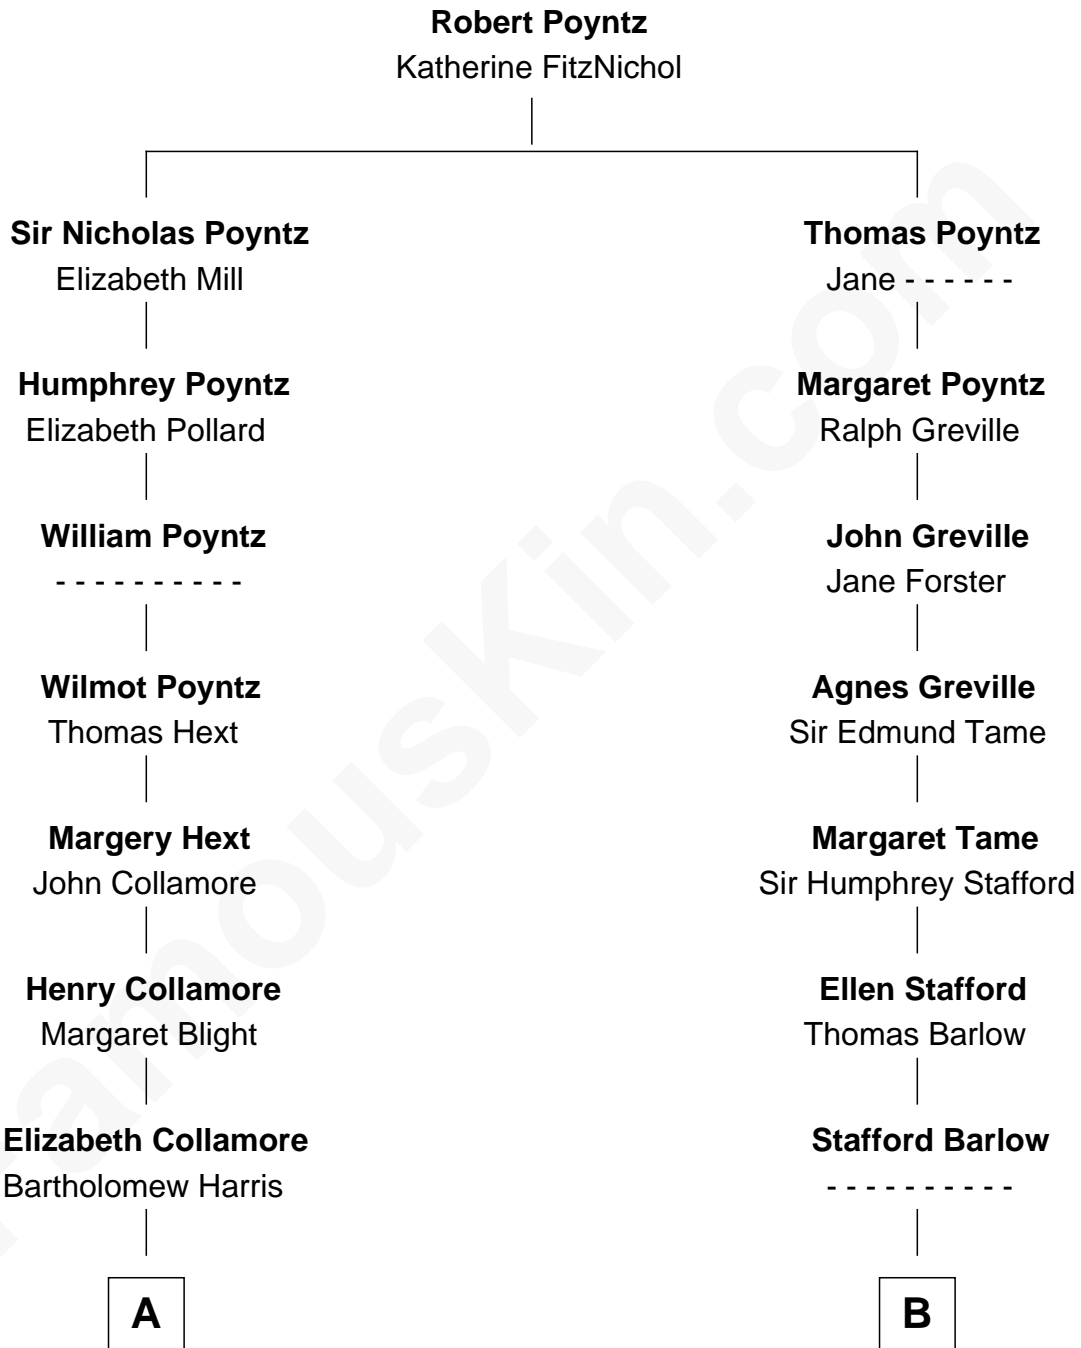 Robert Poyntz
Katherine FitzNichol
Sir Nicholas Poyntz
Elizabeth Mill
Thomas Poyntz
Jane - - - - - -
Humphrey Poyntz
Elizabeth Pollard
Margaret Poyntz
Ralph Greville
William Poyntz
- - - - - - - - - -
John Greville
Jane Forster
Wilmot Poyntz
Thomas Hext
Agnes Greville
Sir Edmund Tame
Margery Hext
John Collamore
Margaret Tame
Sir Humphrey Stafford
Henry Collamore
Margaret Blight
Ellen Stafford
Thomas Barlow
Elizabeth Collamore
Bartholomew Harris
Stafford Barlow
- - - - - - - - - -
A
B
FamousKin.com